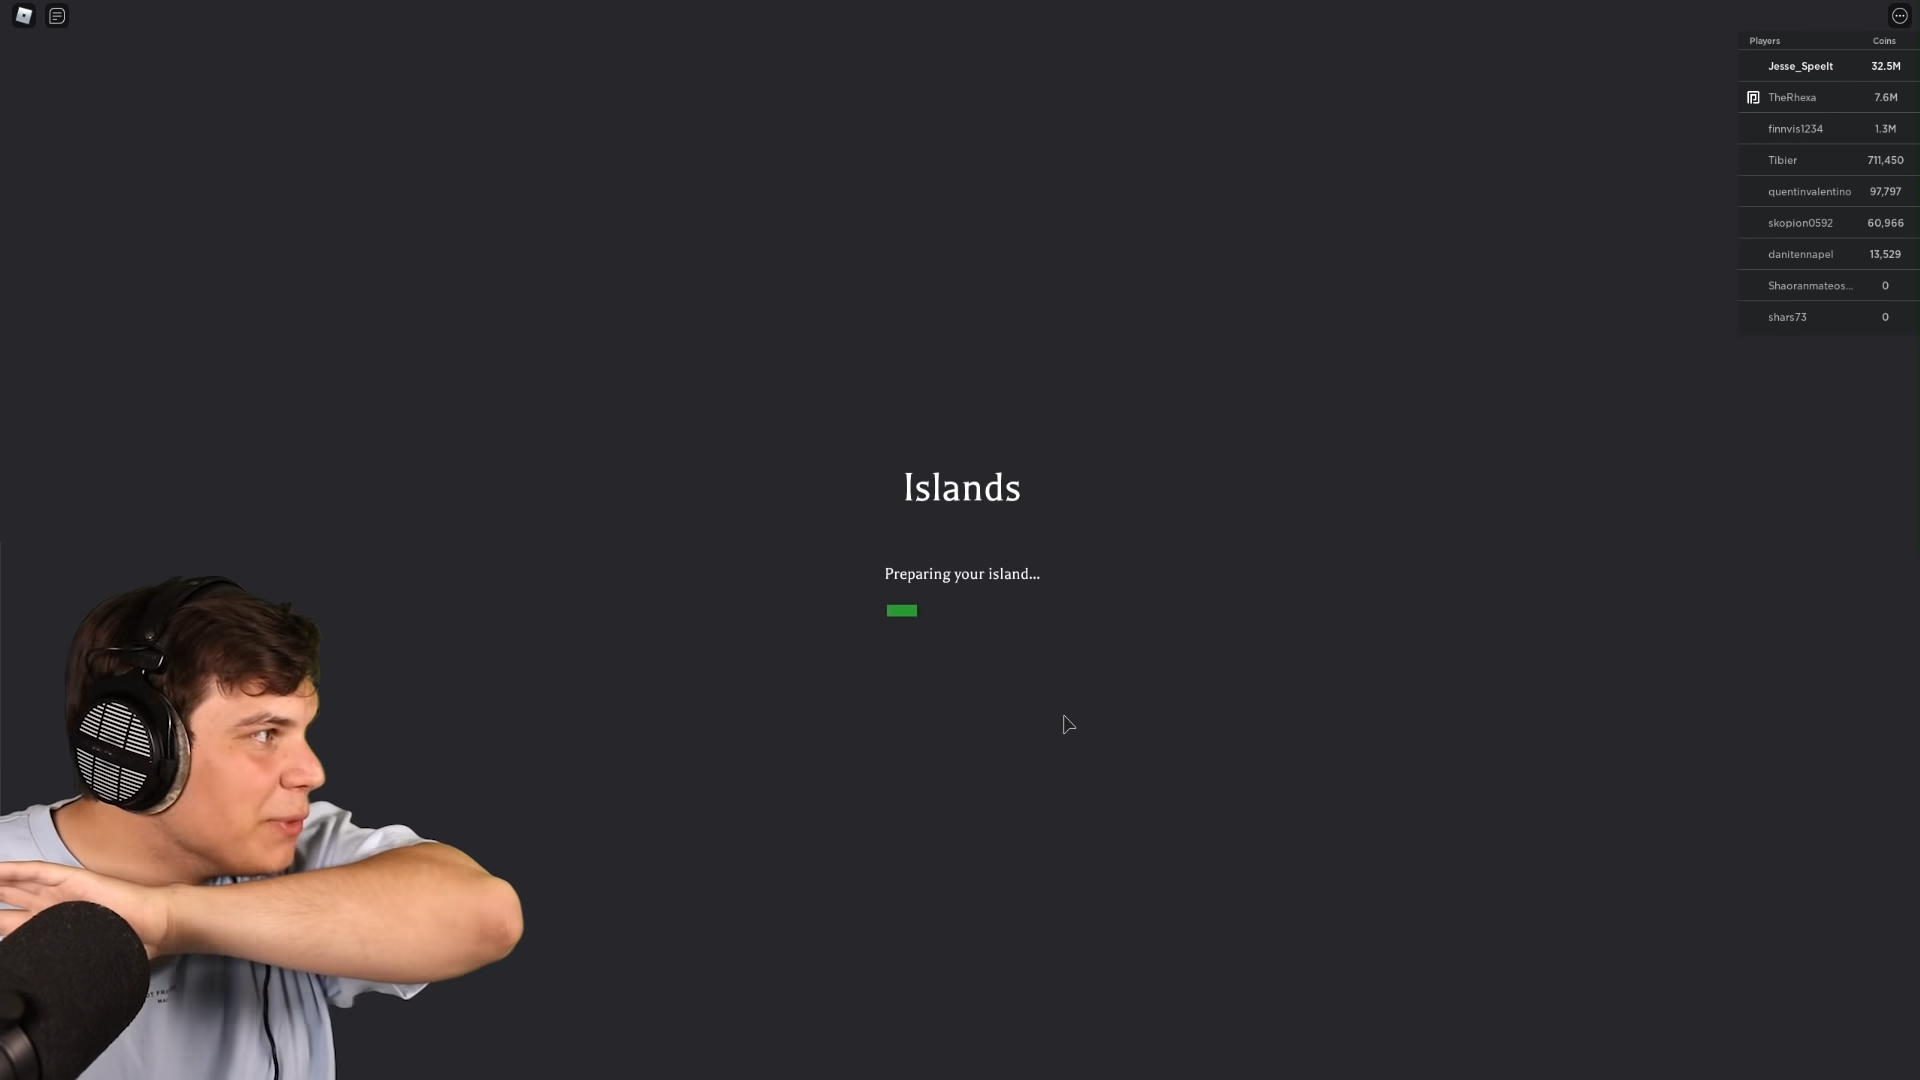 Players Coins
Jesse_Speelt 32.5M
TheRhexa 7.6M
finnvis1234 1.3M
Tibier 711,450
quentinvalentino 97,797
skopion0592 60,966
danitennapel 13,529
Shaoranmateos... 0
shars73 0
Islands
Preparing your island...